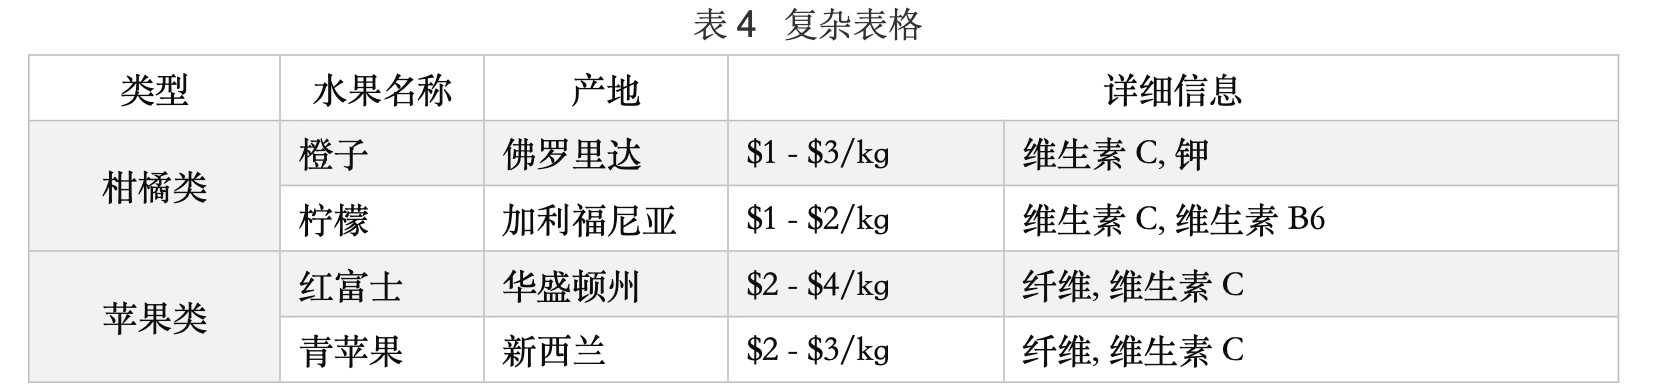 表 4 复杂表格
类型 水果名称 产地 详细信息
柑橘类 橙子 佛罗里达 $1 - $3/kg 维生素 C, 钾
柠檬 加利福尼亚 $1 - $2/kg 维生素 C, 维生素 B6
苹果类 红富士 华盛顿州 $2 - $4/kg 纤维, 维生素 C
青苹果 新西兰 $2 - $3/kg 纤维, 维生素 C